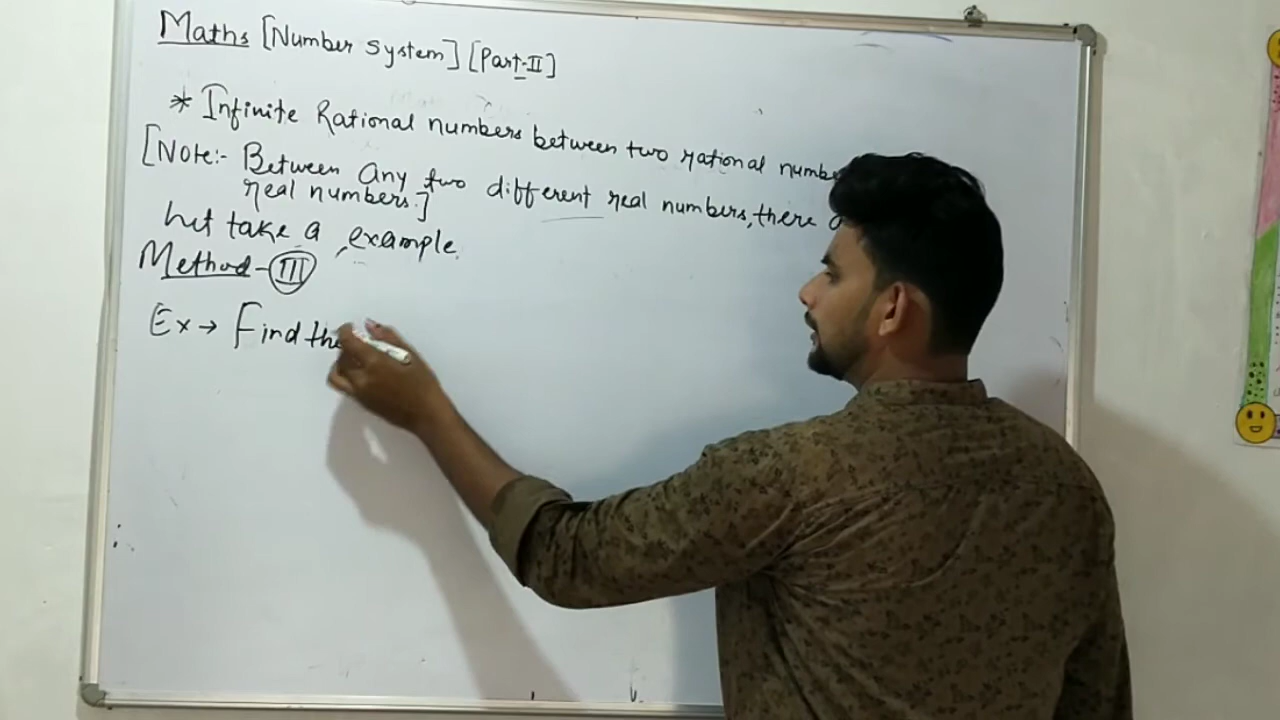 Maths [Number System] [Part-II]
* Infinite Rational numbers between two rational
[Note:- Between any two different real numbers, there
real numbers.]
Let take a example.
Method - III
Ex → Find the